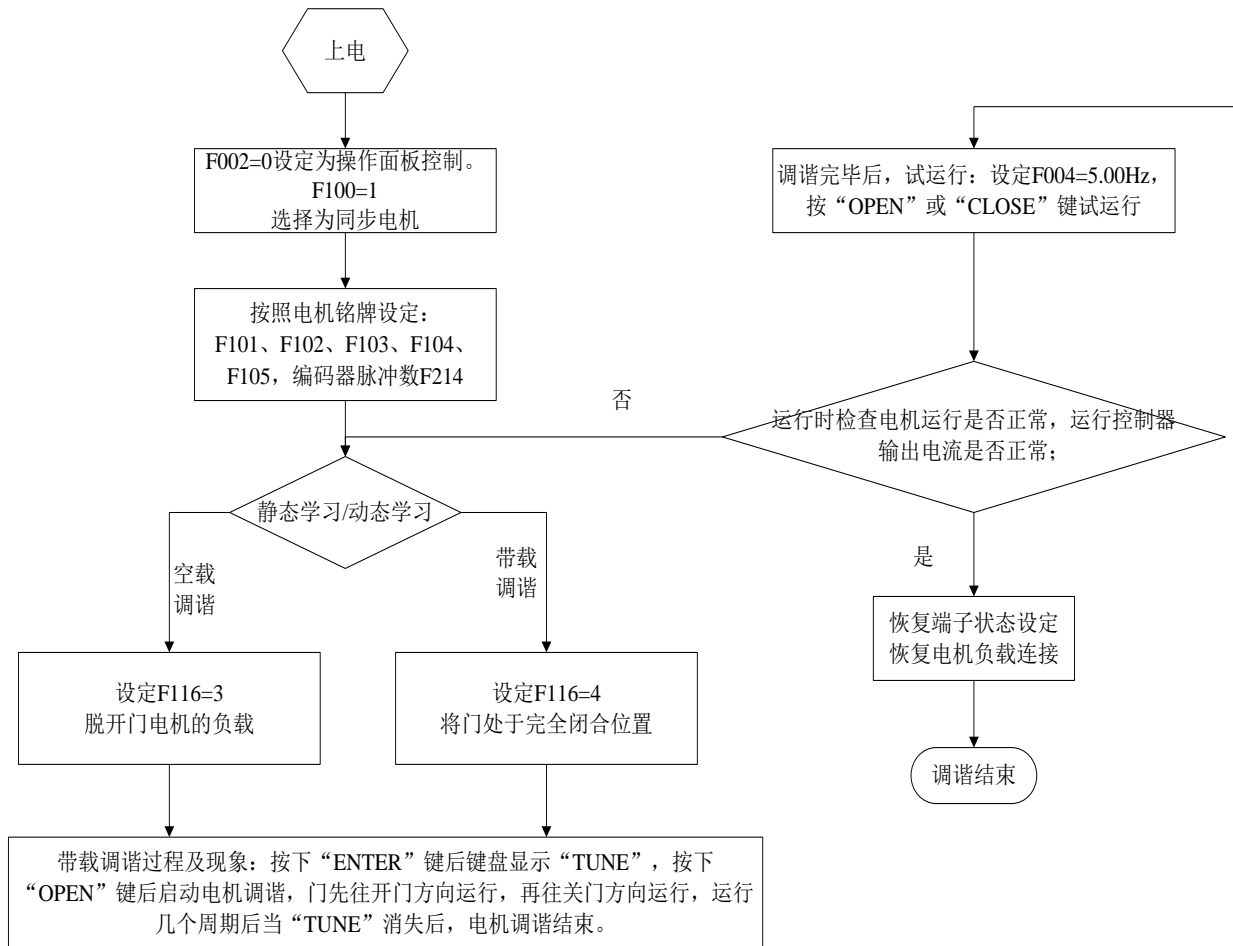 上电
F002=0设定为操作面板控制。
F100=1
选择为同步电机
按照电机铭牌设定：
F101、F102、F103、F104、
F105，编码器脉冲数F214
静态学习/动态学习
空载
调谐
带载
调谐
设定F116=3
脱开门电机的负载
设定F116=4
将门处于完全闭合位置
带载调谐过程及现象：按下“ENTER”键后键盘显示“TUNE”，按下
“OPEN”键后启动电机调谐，门先往开门方向运行，再往关门方向运行，运行
几个周期后当“TUNE”消失后，电机调谐结束。
调谐完毕后，试运行：设定F004=5.00Hz，
按“OPEN”或“CLOSE”键试运行
否
运行时检查电机运行是否正常，运行控制器
输出电流是否正常；
是
恢复端子状态设定
恢复电机负载连接
调谐结束